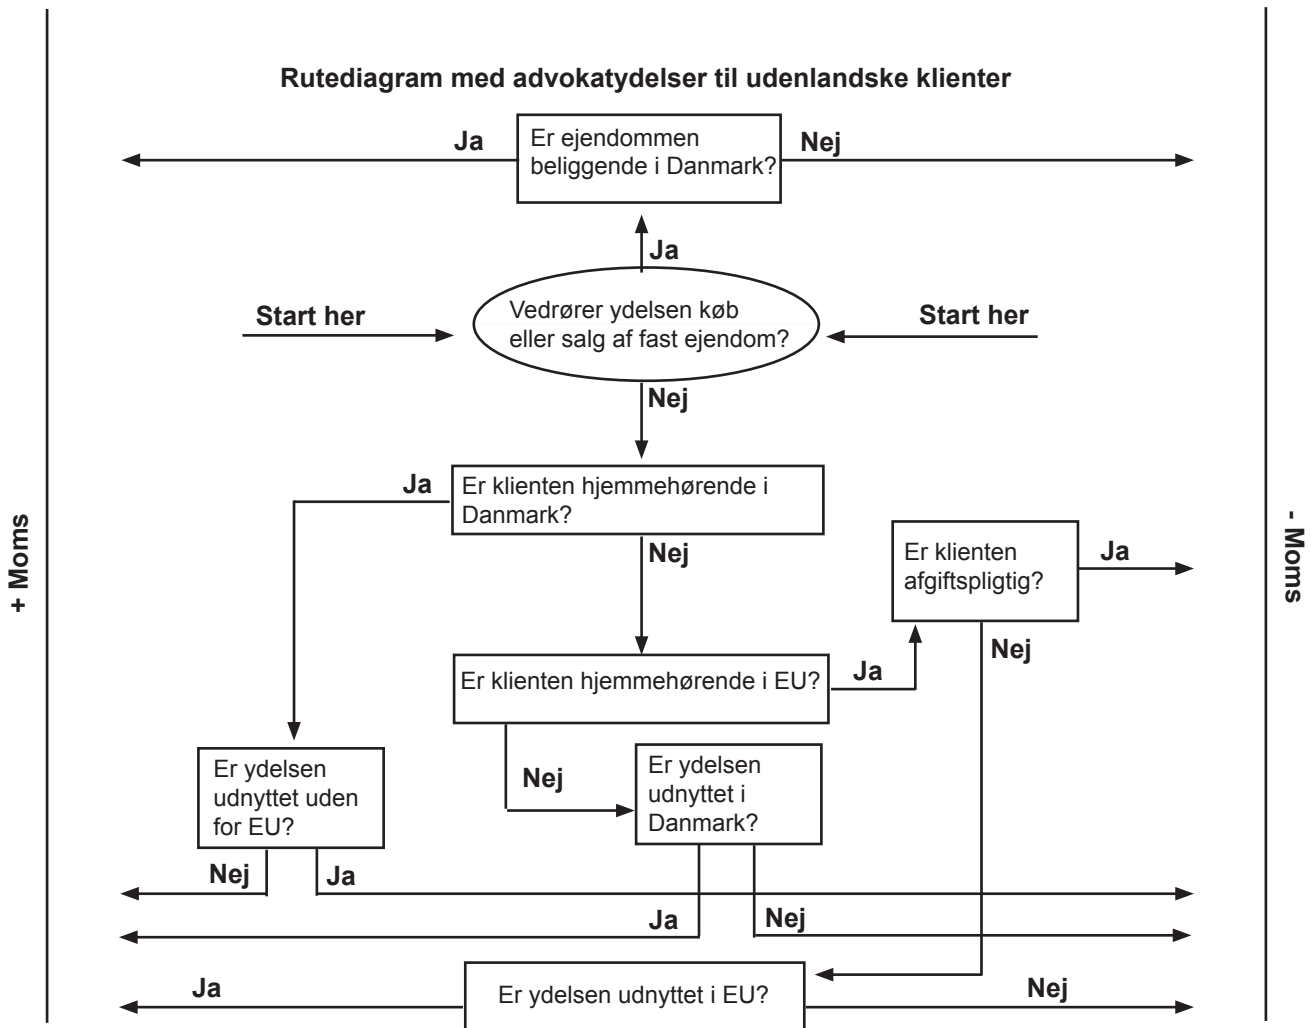 Rutediagram med advokatydelser til udenlandske klienter
Ja
Er ejendommen
beliggende i Danmark?
Nej
Ja
Start her
Vedrører ydelsen køb
eller salg af fast ejendom?
Start her
Nej
Ja
Er klienten hjemmehørende i
Danmark?
Nej
Er klienten
afgiftspligtig?
Ja
Nej
+ Moms
- Moms
Er klienten hjemmehørende i EU?
Ja
Er ydelsen
udnyttet uden
for EU?
Nej
Er ydelsen
udnyttet i
Danmark?
Nej
Ja
Ja
Nej
Ja
Er ydelsen udnyttet i EU?
Nej